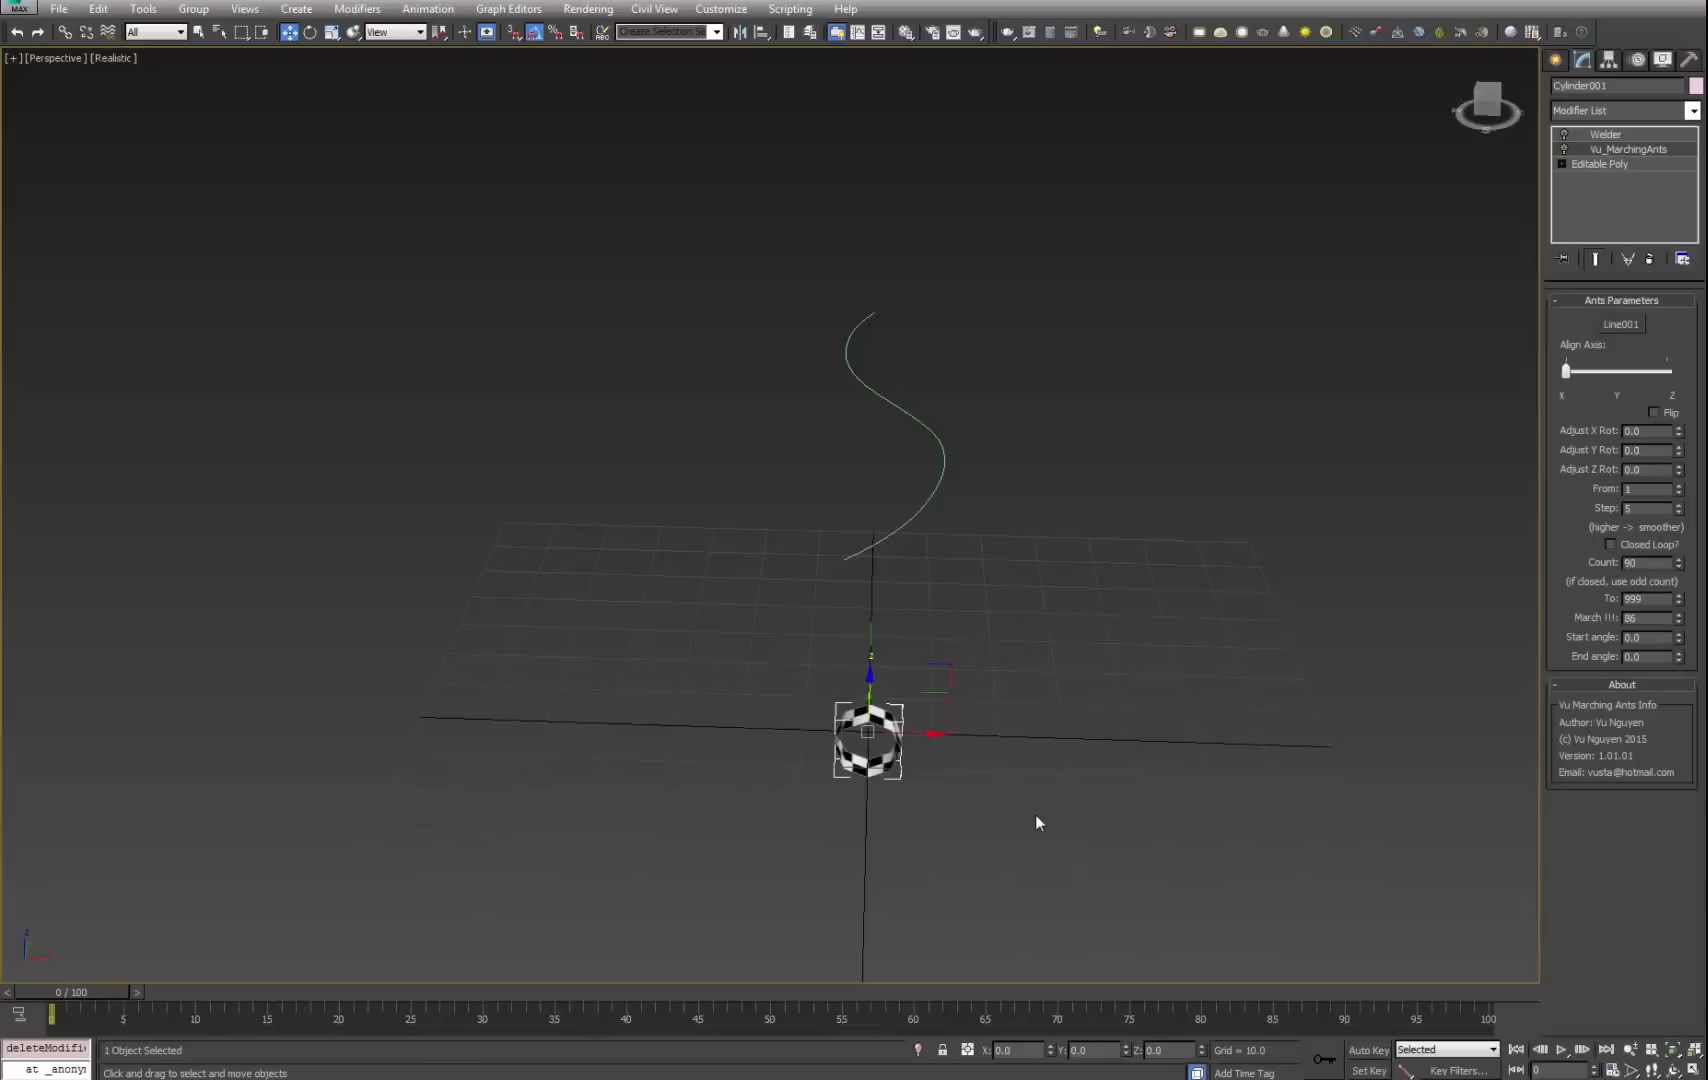 MAX File Edit Tools Group Views Create Modifiers Animation Graph Editors Rendering Civil View Customize Scripting Help
All View Create Selection Se
[+] [Perspective] [Realistic]
Cylinder001
Modifier List
Welder
Vu_MarchingAnts
Editable Poly
- Ants Parameters
Line001
Align Axis:
X Y Z
Flip
Adjust X Rot: 0.0
Adjust Y Rot: 0.0
Adjust Z Rot: 0.0
From: 1
Step: 5
(higher -> smoother)
Closed Loop?
Count: 90
(if closed, use odd count)
To: 999
March !!!: 86
Start angle: 0.0
End angle: 0.0
- About
Vu Marching Ants Info
Author: Vu Nguyen
(c) Vu Nguyen 2015
Version: 1.01.01
Email: vusta@hotmail.com
z
z
< 0 / 100 >
5 10 15 20 25 30 35 40 45 50 55 60 65 70 75 80 85 90 95 100
deleteModifi 1 Object Selected X: 0.0 Y: 0.0 Z: 0.0 Grid = 10.0 Auto Key Selected
at _anony Click and drag to select and move objects Add Time Tag Set Key Key Filters... 0